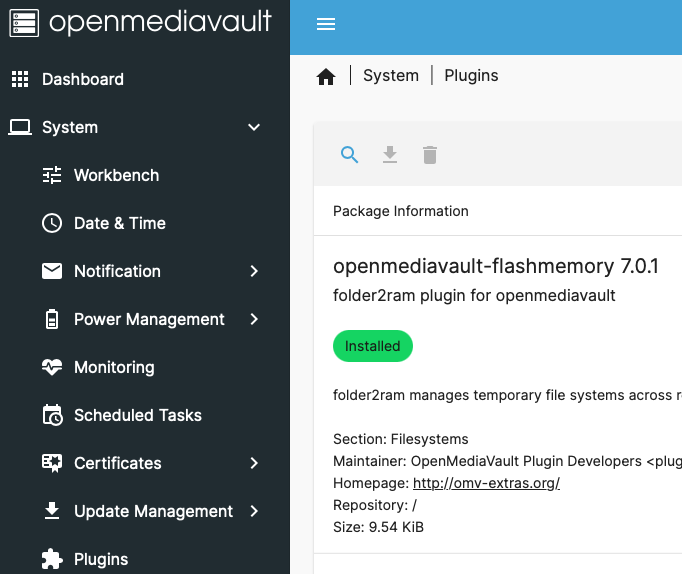 openmediavault
Dashboard
System
Workbench
Date & Time
Notification
Power Management
Monitoring
Scheduled Tasks
Certificates
Update Management
Plugins
System | Plugins
Package Information
openmediavault-flashmemory 7.0.1
folder2ram plugin for openmediavault
Installed
folder2ram manages temporary file systems across r
Section: Filesystems
Maintainer: OpenMediaVault Plugin Developers <plug
Homepage: http://omv-extras.org/
Repository: /
Size: 9.54 KiB